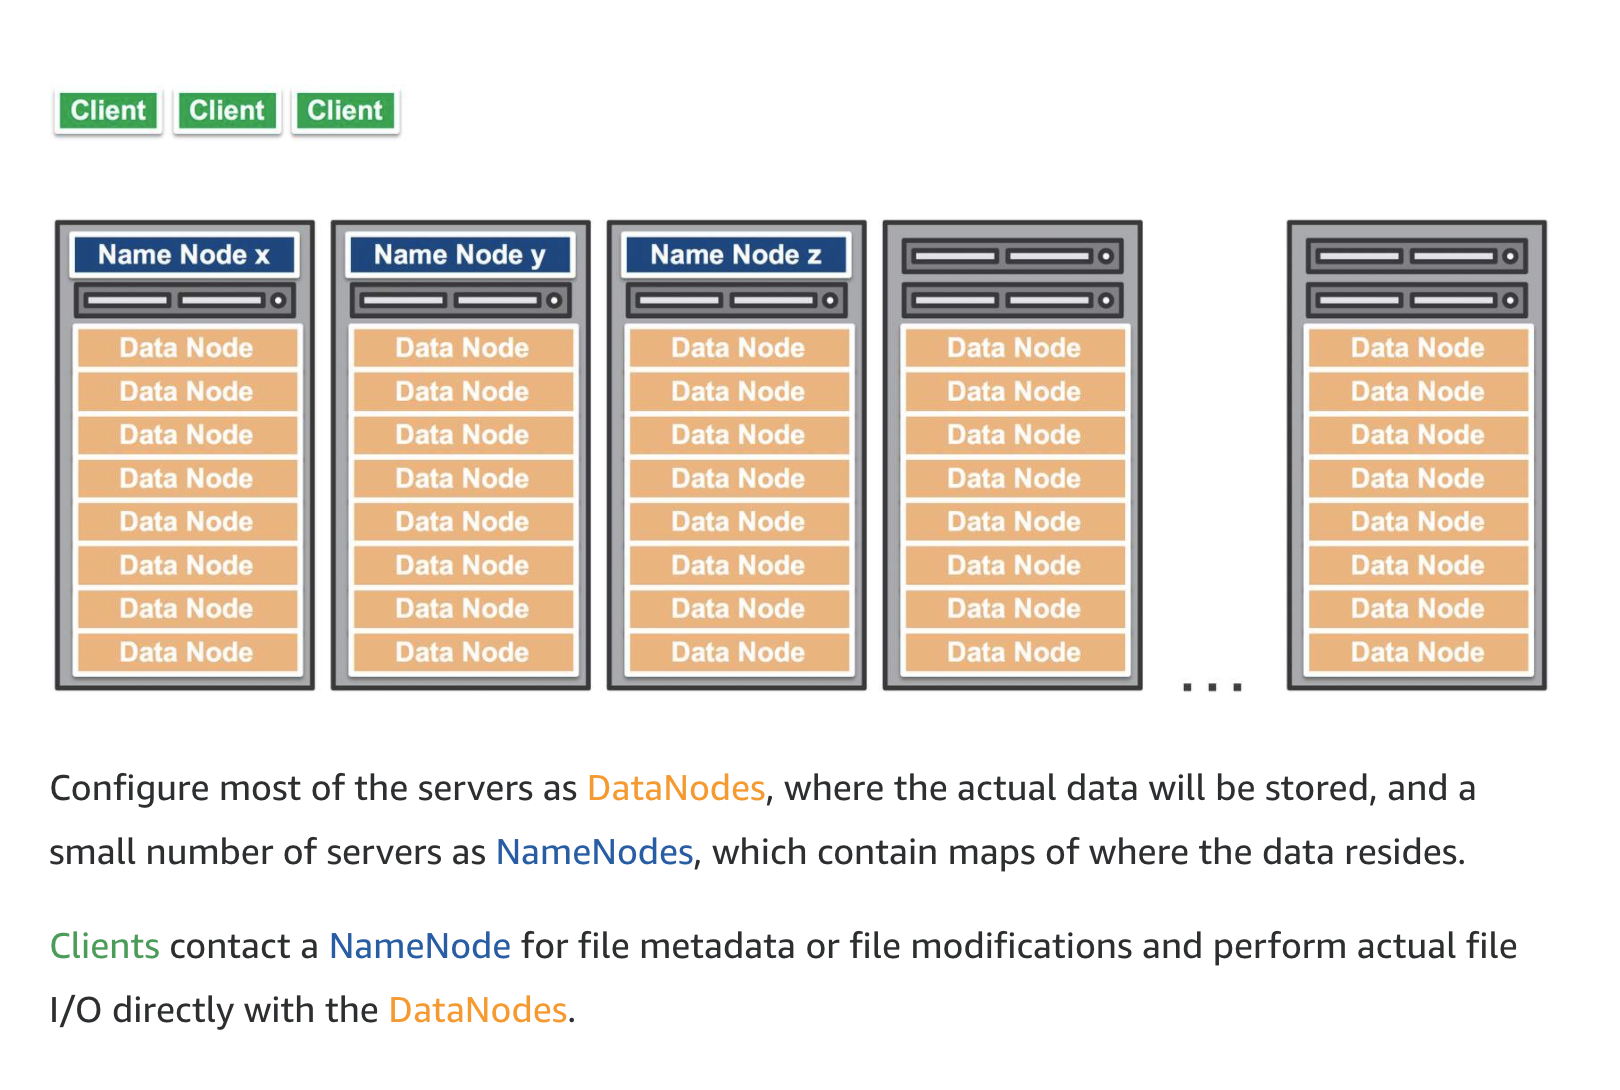 Client Client Client
Name Node x Name Node y Name Node z
Data Node Data Node Data Node Data Node Data Node
Data Node Data Node Data Node Data Node Data Node
Data Node Data Node Data Node Data Node Data Node
Data Node Data Node Data Node Data Node Data Node
Data Node Data Node Data Node Data Node Data Node
Data Node Data Node Data Node Data Node Data Node
Data Node Data Node Data Node Data Node Data Node
Data Node Data Node Data Node Data Node Data Node
...
Configure most of the servers as DataNodes, where the actual data will be stored, and a
small number of servers as NameNodes, which contain maps of where the data resides.
Clients contact a NameNode for file metadata or file modifications and perform actual file
I/O directly with the DataNodes.